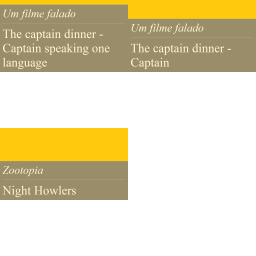 Um filme falado
The captain dinner -
Captain speaking one
language
Um filme falado
The captain dinner -
Captain
Zootopia
Night Howlers